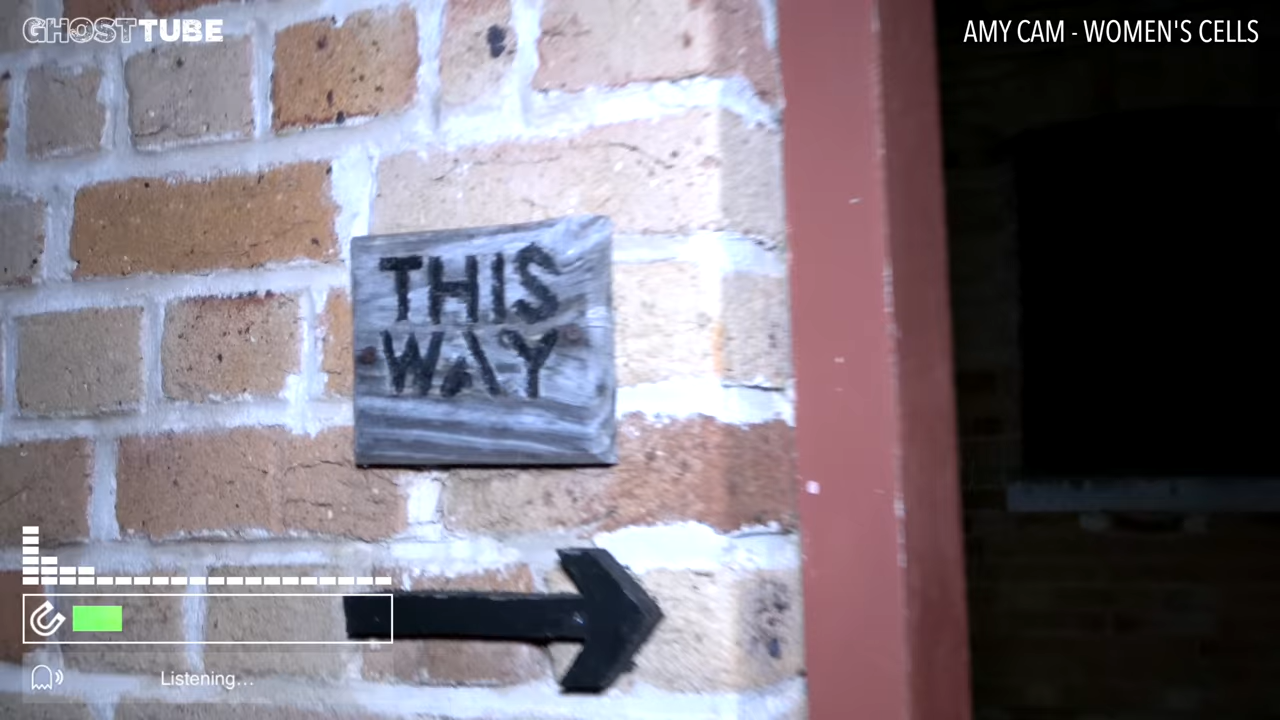 GHOSTTUBE
AMY CAM - WOMEN'S CELLS
THIS
WAY
Listening...